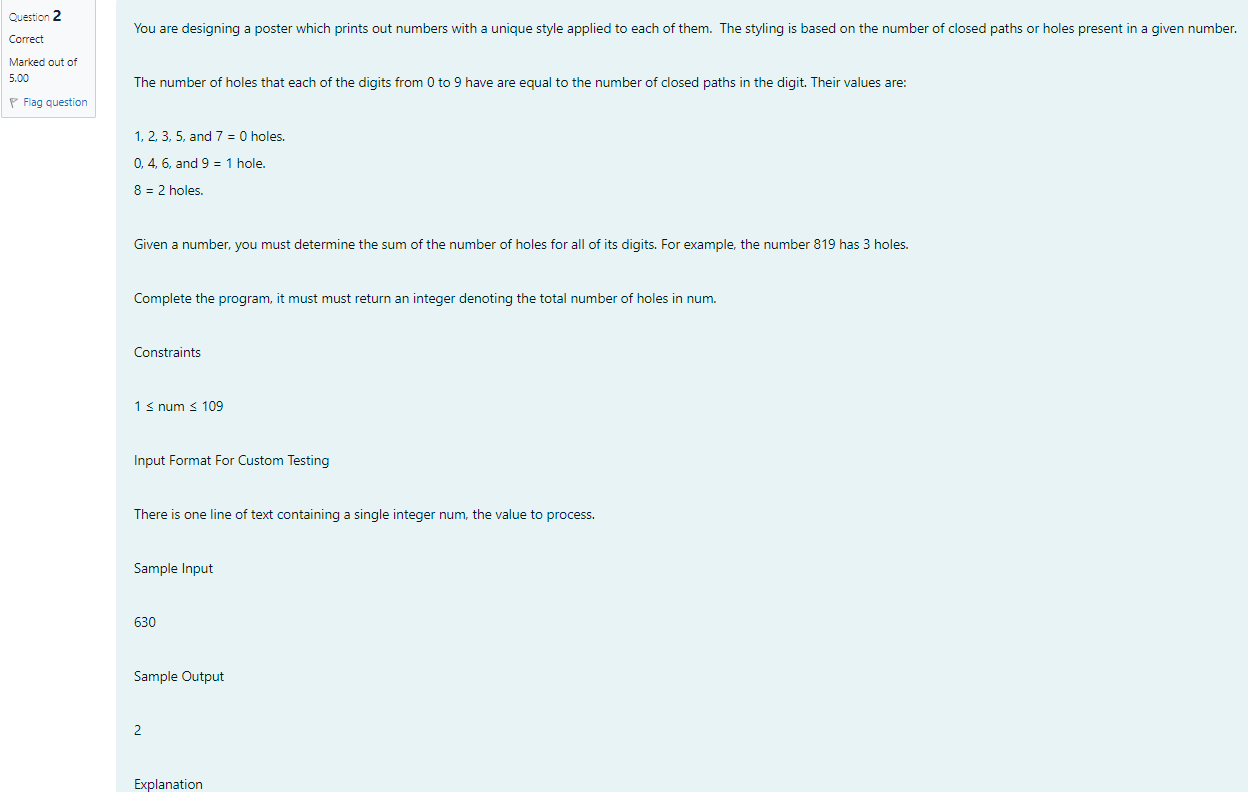 Question 2
Correct
Marked out of
5.00
Flag question
You are designing a poster which prints out numbers with a unique style applied to each of them. The styling is based on the number of closed paths or holes present in a given number.
The number of holes that each of the digits from 0 to 9 have are equal to the number of closed paths in the digit. Their values are:
1, 2, 3, 5, and 7 = 0 holes.
0, 4, 6, and 9 = 1 hole.
8 = 2 holes.
Given a number, you must determine the sum of the number of holes for all of its digits. For example, the number 819 has 3 holes.
Complete the program, it must must return an integer denoting the total number of holes in num.
Constraints
1 ≤ num ≤ 109
Input Format For Custom Testing
There is one line of text containing a single integer num, the value to process.
Sample Input
630
Sample Output
2
Explanation